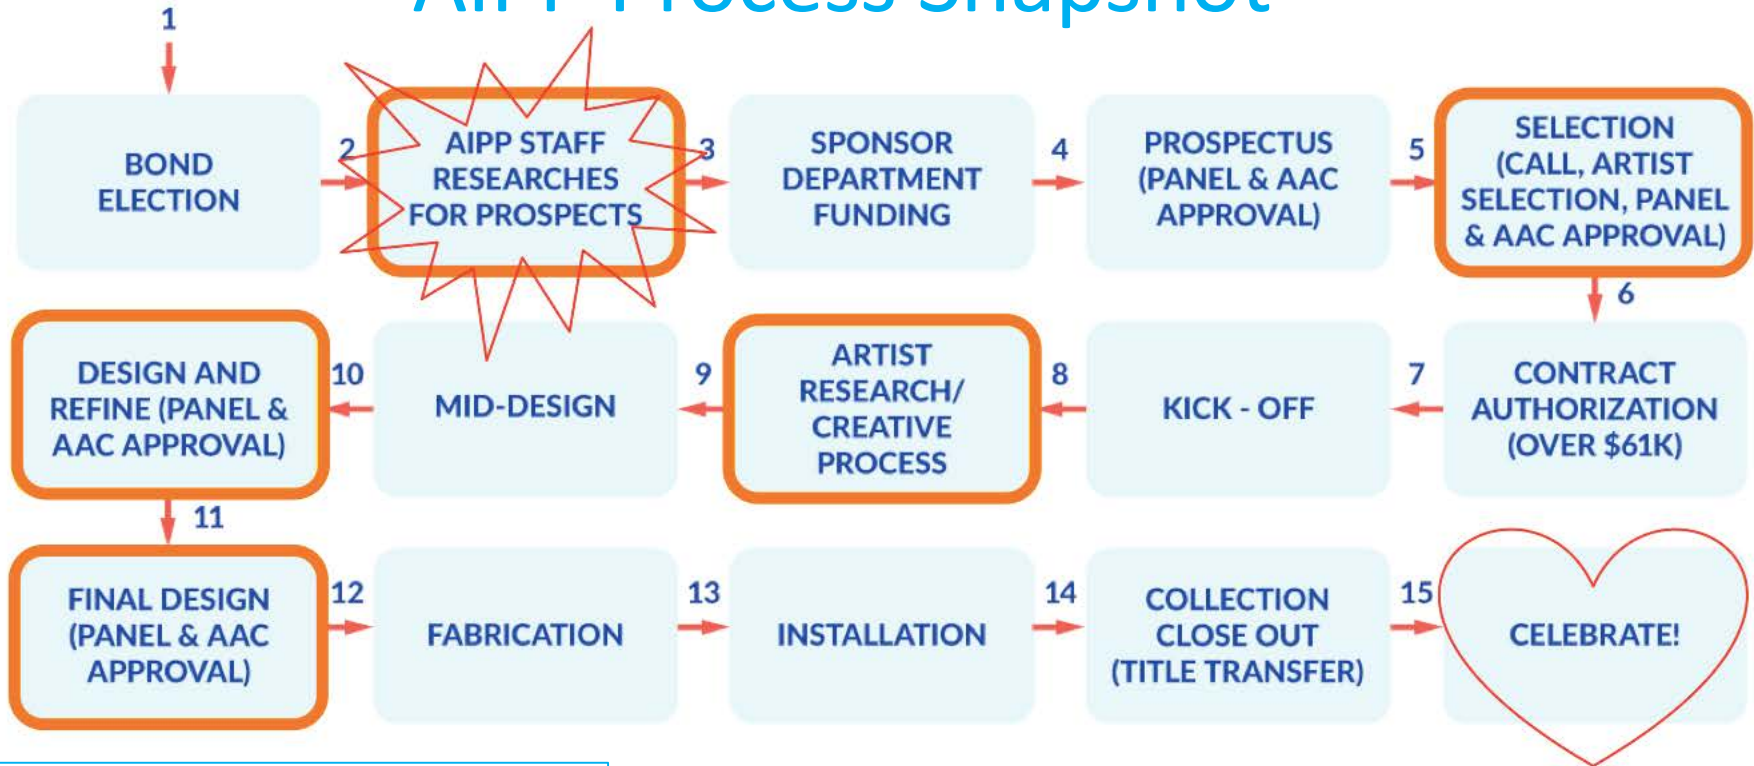 AIPP Process Snapshot
1
BOND
ELECTION
2
AIPP STAFF
RESEARCHES
FOR PROSPECTS
3
SPONSOR
DEPARTMENT
FUNDING
4
PROSPECTUS
(PANEL & AAC
APPROVAL)
5
SELECTION
(CALL, ARTIST
SELECTION, PANEL
& AAC APPROVAL)
6
CONTRACT
AUTHORIZATION
(OVER $61K)
7
KICK - OFF
8
ARTIST
RESEARCH/
CREATIVE
PROCESS
9
MID-DESIGN
10
DESIGN AND
REFINE (PANEL &
AAC APPROVAL)
11
FINAL DESIGN
(PANEL & AAC
APPROVAL)
12
FABRICATION
13
INSTALLATION
14
COLLECTION
CLOSE OUT
(TITLE TRANSFER)
15
CELEBRATE!